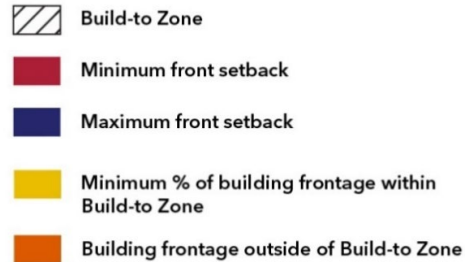 Build-to Zone
Minimum front setback
Maximum front setback
Minimum % of building frontage within
Build-to Zone
Building frontage outside of Build-to Zone